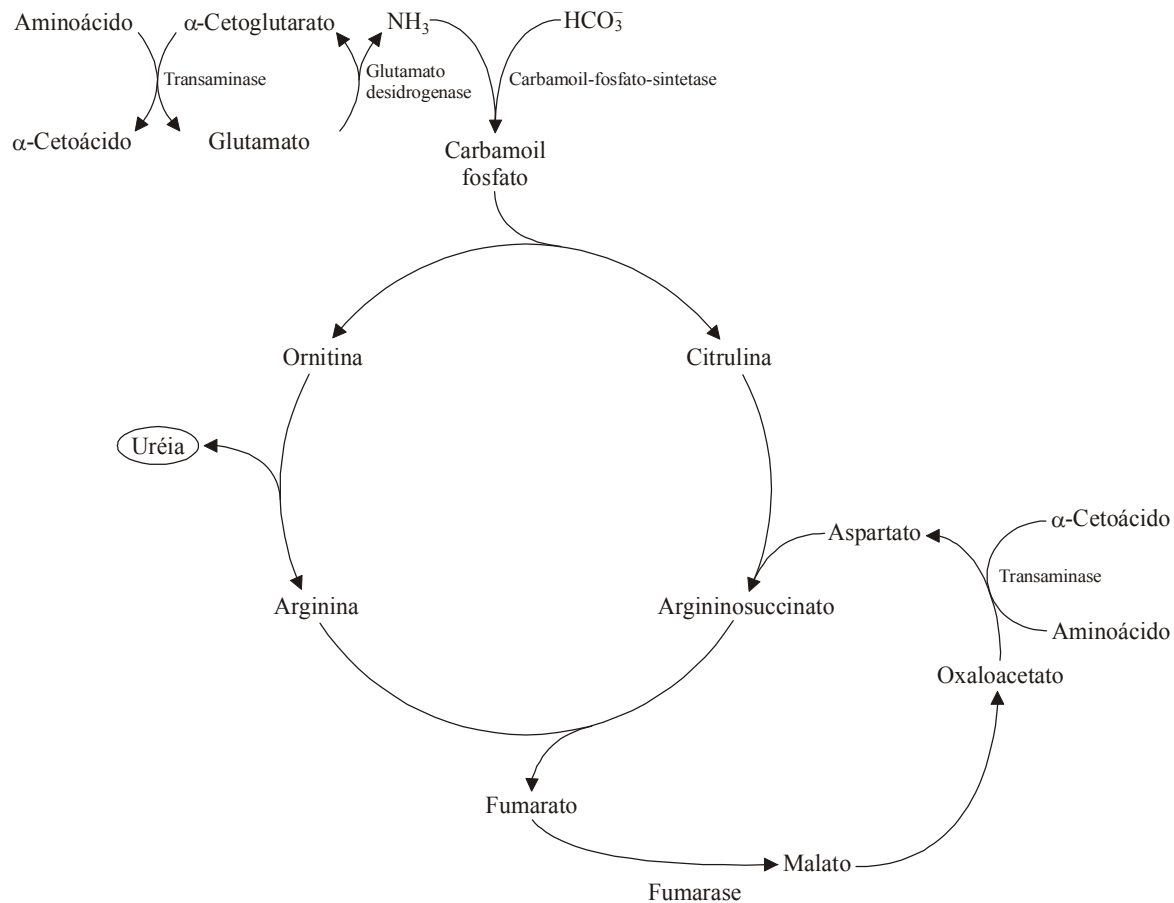 Aminoácido
α-Cetoglutarato
NH₃
HCO₃⁻
Transaminase
Glutamato
desidrogenase
Carbamoil-fosfato-sintetase
α-Cetoácido
Glutamato
Carbamoil
fosfato
Ornitina
Citrulina
Uréia
Aspartato
α-Cetoácido
Transaminase
Arginina
Argininosuccinato
Aminoácido
Oxaloacetato
Fumarato
Malato
Fumarase